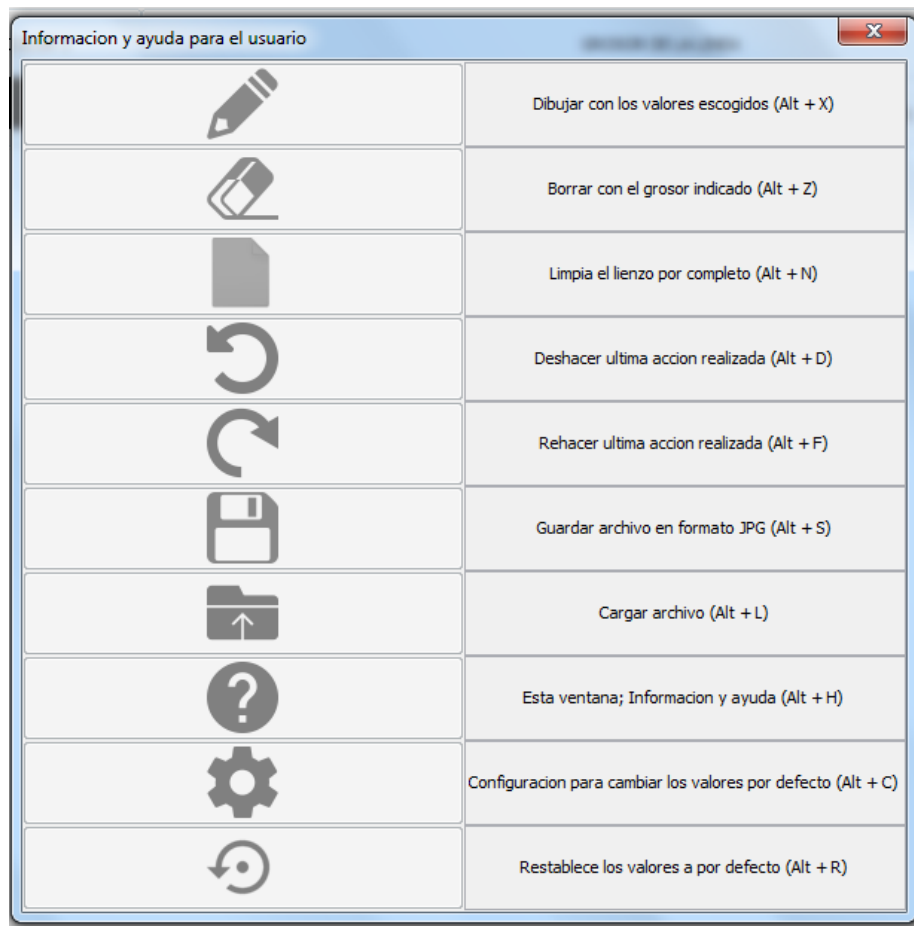 Informacion y ayuda para el usuario
Dibujar con los valores escogidos (Alt + X)
Borrar con el grosor indicado (Alt + Z)
Limpia el lienzo por completo (Alt + N)
Deshacer ultima accion realizada (Alt + D)
Rehacer ultima accion realizada (Alt + F)
Guardar archivo en formato JPG (Alt + S)
Cargar archivo (Alt + L)
Esta ventana; Informacion y ayuda (Alt + H)
Configuracion para cambiar los valores por defecto (Alt + C)
Restablece los valores a por defecto (Alt + R)